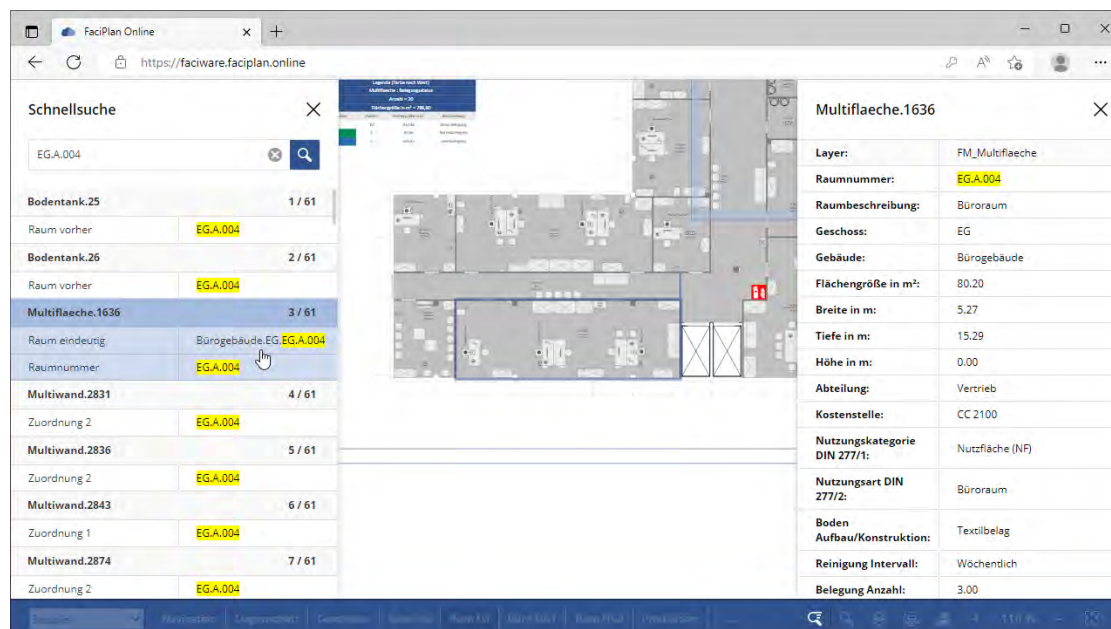 FaciPlan Online
https://faciware.faciplan.online
Schnellsuche
EG.A.004
Bodentank.25 1 / 61
Raum vorher EG.A.004
Bodentank.26 2 / 61
Raum vorher EG.A.004
Multiflaeche.1636 3 / 61
Raum eindeutig Bürogebäude.EG.EG.A.004
Raumnummer EG.A.004
Multiwand.2831 4 / 61
Zuordnung 2 EG.A.004
Multiwand.2836 5 / 61
Zuordnung 2 EG.A.004
Multiwand.2843 6 / 61
Zuordnung 1 EG.A.004
Multiwand.2874 7 / 61
Zuordnung 2 EG.A.004
Multiflaeche.1636
Layer: FM_Multiflaeche
Raumnummer: EG.A.004
Raumbeschreibung: Büroraum
Geschoss: EG
Gebäude: Bürogebäude
Flächengröße in m²: 80.20
Breite in m: 5.27
Tiefe in m: 15.29
Höhe in m: 0.00
Abteilung: Vertrieb
Kostenstelle: CC 2100
Nutzungskategorie
DIN 277/1: Nutzfläche (NF)
Nutzungsart DIN
277/2: Büroraum
Boden
Aufbau/Konstruktion: Textilbelag
Reinigung Intervall: Wöchentlich
Belegung Anzahl: 3.00